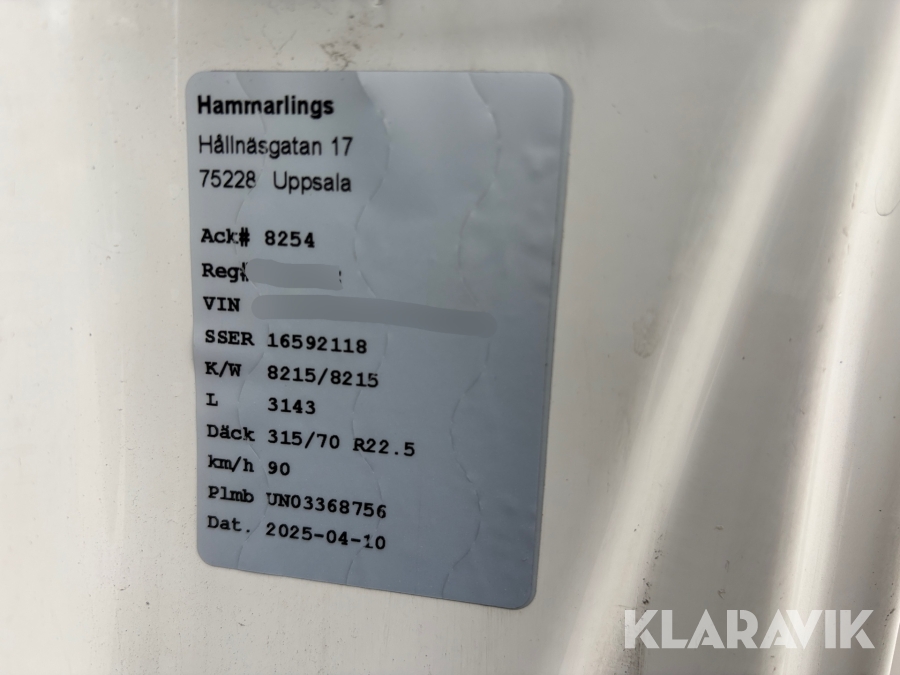 Hammarlings
Hållnäsgatan 17
75228 Uppsala
Ack# 8254
Reg#
VIN
SSER 16592118
K/W 8215/8215
L 3143
Däck 315/70 R22.5
km/h 90
Plmb UN03368756
Dat. 2025-04-10
KLARAVIK